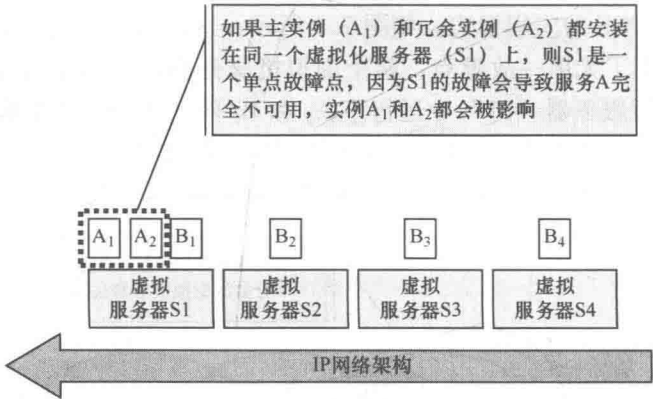 如果主实例（A₁）和冗余实例（A₂）都安装
在同一个虚拟化服务器（S1）上，则S1是一
个单点故障点，因为S1的故障会导致服务A完
全不可用，实例A₁和A₂都会被影响
A₁ A₂ B₁ B₂ B₃ B₄
虚拟 虚拟 虚拟 虚拟
服务器S1 服务器S2 服务器S3 服务器S4
IP网络架构